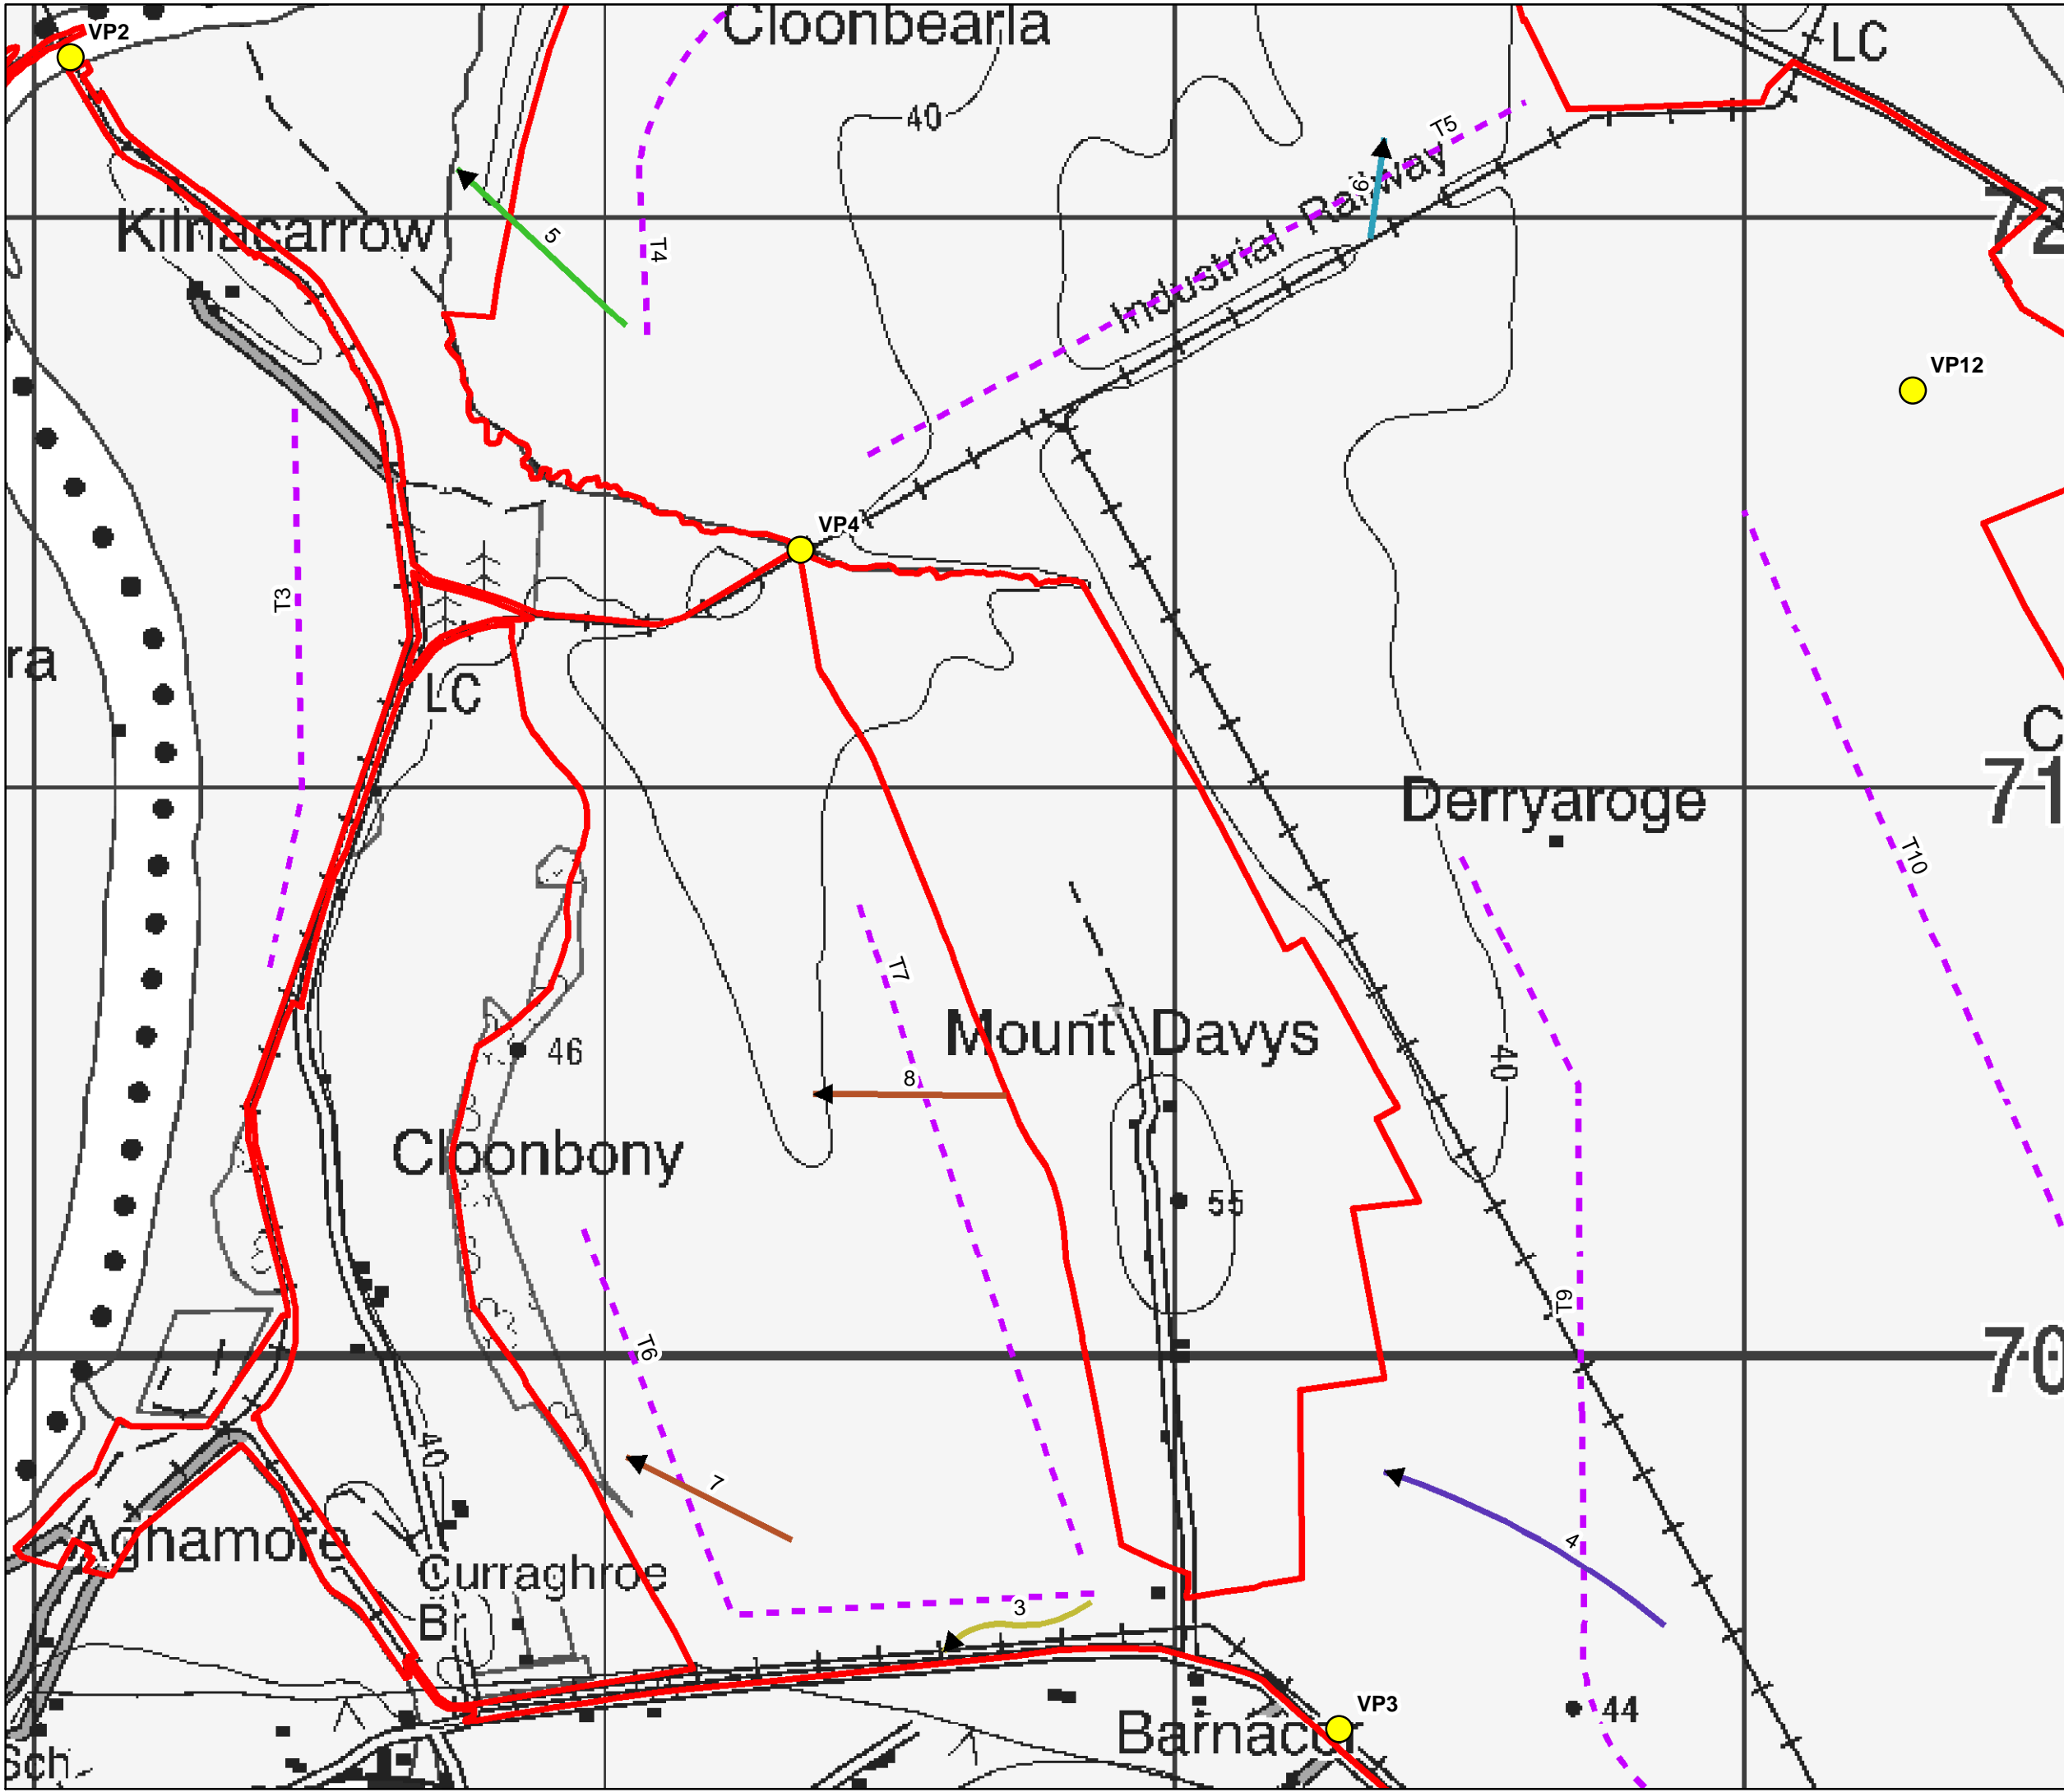 VP2
Cloonbearla
LC
40
T5
Industrial Railway
6
72
Kilnacarrow
5
T4
VP12
VP4
T3
ra
LC
C
71
Derryaroge
T10
T7
Mount Davys
46
40
8
Cloonbony
55
T9
T6
70
40
7
4
Aghamore
Curraghroe
Br
3
VP3
44
Barnacor
Sch